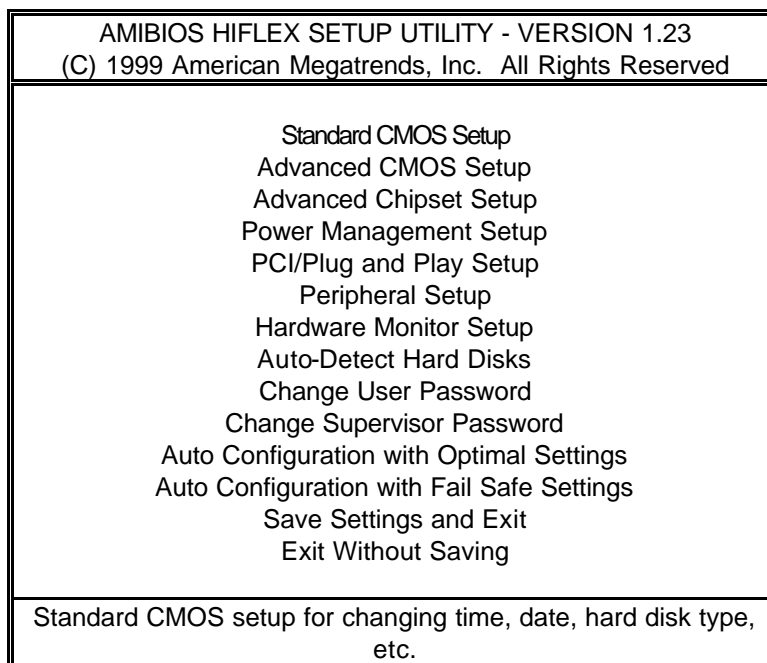 AMIBIOS HIFLEX SETUP UTILITY - VERSION 1.23
(C) 1999 American Megatrends, Inc. All Rights Reserved
Standard CMOS Setup
Advanced CMOS Setup
Advanced Chipset Setup
Power Management Setup
PCI/Plug and Play Setup
Peripheral Setup
Hardware Monitor Setup
Auto-Detect Hard Disks
Change User Password
Change Supervisor Password
Auto Configuration with Optimal Settings
Auto Configuration with Fail Safe Settings
Save Settings and Exit
Exit Without Saving
Standard CMOS setup for changing time, date, hard disk type,
etc.